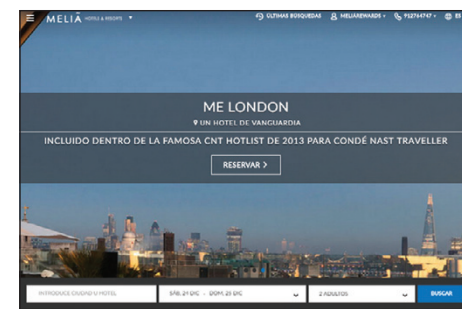 MELIÁ HOTELS & RESORTS
ÚLTIMAS BÚSQUEDAS MELIÁREWARDS 912764747 ES
ME LONDON
UN HOTEL DE VANGUARDIA
INCLUIDO DENTRO DE LA FAMOSA CNT HOTLIST DE 2013 PARA CONDÉ NAST TRAVELLER
RESERVAR >
INTRODUCE CIUDAD U HOTEL SÁB, 24 DIC - DOM, 25 DIC 2 ADULTOS BUSCAR